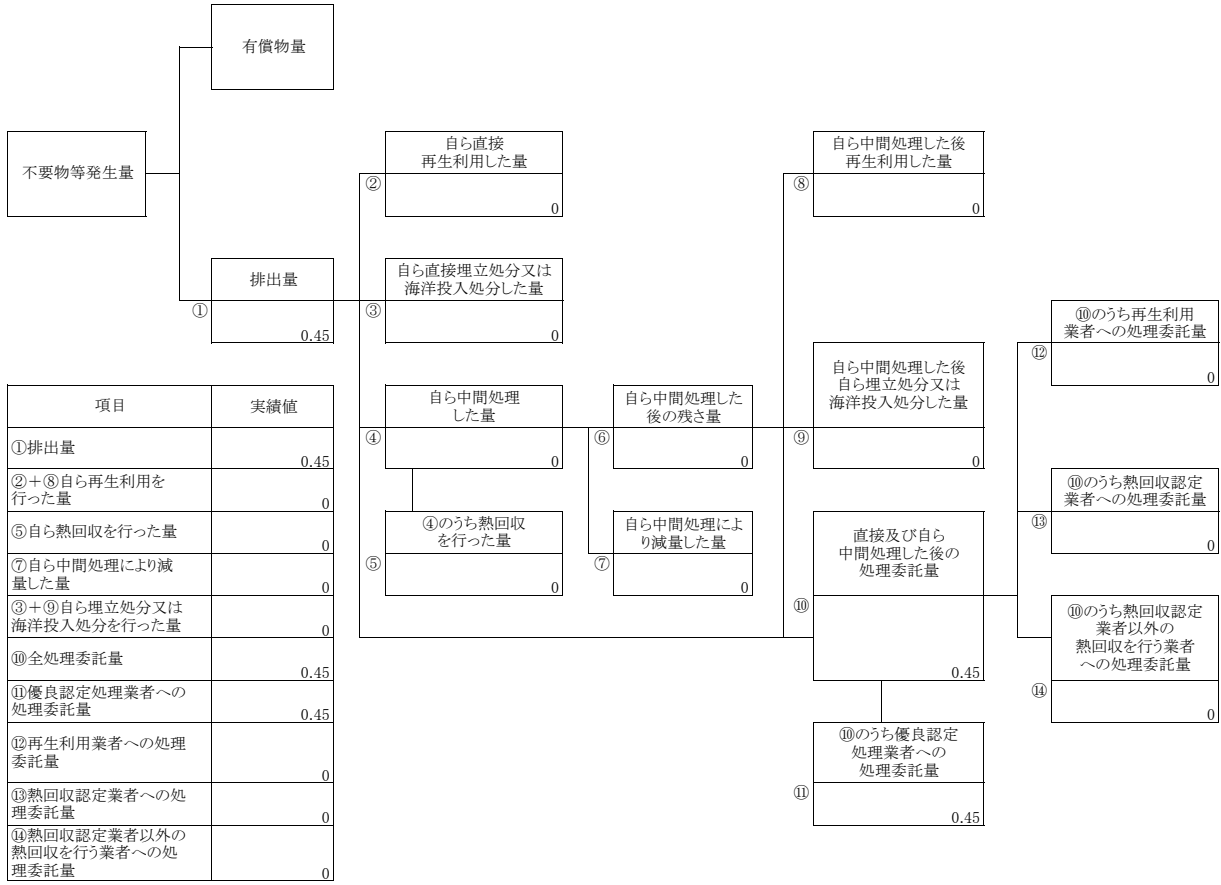 有償物量
不要物等発生量
自ら直接
再生利用した量
②
0
自ら中間処理した後
再生利用した量
⑧
0
排出量
①
0.45
自ら直接埋立処分又は
海洋投入処分した量
③
0
⑩のうち再生利用
業者への処理委託量
⑫
0
自ら中間処理
した量
④
0
自ら中間処理した
後の残さ量
⑥
0
自ら中間処理した後
自ら埋立処分又は
海洋投入処分した量
⑨
0
⑩のうち熱回収認定
業者への処理委託量
⑬
0
④のうち熱回収
を行った量
⑤
0
自ら中間処理によ
り減量した量
⑦
0
直接及び自ら
中間処理した後の
処理委託量
⑩
0.45
⑩のうち熱回収認定
業者以外の
熱回収を行う業者
への処理委託量
⑭
0
⑩のうち優良認定
処理業者への
処理委託量
⑪
0.45
項目 実績値
①排出量 0.45
②＋⑧自ら再生利用を
行った量 0
⑤自ら熱回収を行った量 0
⑦自ら中間処理により減
量した量 0
③＋⑨自ら埋立処分又は
海洋投入処分を行った量 0
⑩全処理委託量 0.45
⑪優良認定処理業者への
処理委託量 0.45
⑫再生利用業者への処理
委託量 0
⑬熱回収認定業者への処
理委託量 0
⑭熱回収認定業者以外の
熱回収を行う業者への処
理委託量 0